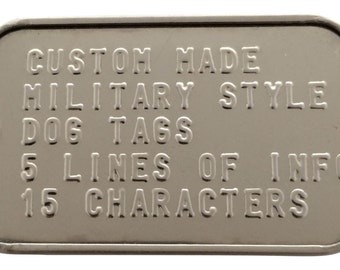 CUSTOM MADE
MILITARY STYLE
DOG TAGS
5 LINES OF INFO
15 CHARACTERS